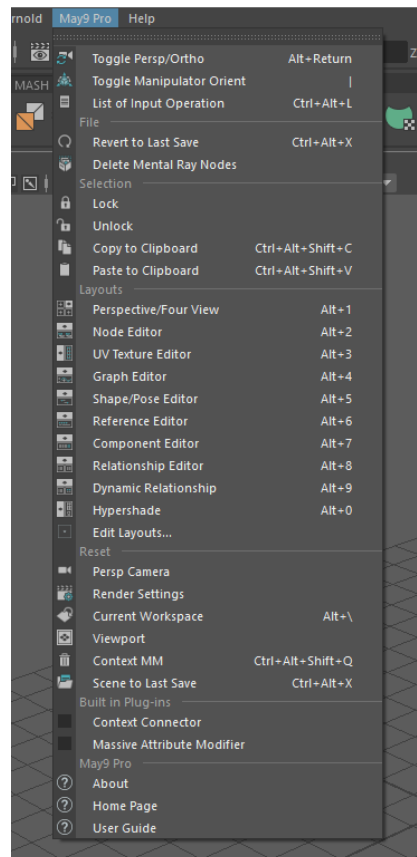 rnold May9 Pro Help
Toggle Persp/Ortho Alt+Return
Z
MASH Toggle Manipulator Orient |
List of Input Operation Ctrl+Alt+L
File
Revert to Last Save Ctrl+Alt+X
Delete Mental Ray Nodes
Selection
Lock
Unlock
Copy to Clipboard Ctrl+Alt+Shift+C
Paste to Clipboard Ctrl+Alt+Shift+V
Layouts
Perspective/Four View Alt+1
Node Editor Alt+2
UV Texture Editor Alt+3
Graph Editor Alt+4
Shape/Pose Editor Alt+5
Reference Editor Alt+6
Component Editor Alt+7
Relationship Editor Alt+8
Dynamic Relationship Alt+9
Hypershade Alt+0
Edit Layouts...
Reset
Persp Camera
Render Settings
Current Workspace Alt+\
Viewport
Context MM Ctrl+Alt+Shift+Q
Scene to Last Save Ctrl+Alt+X
Built in Plug-ins
Context Connector
Massive Attribute Modifier
May9 Pro
About
Home Page
User Guide